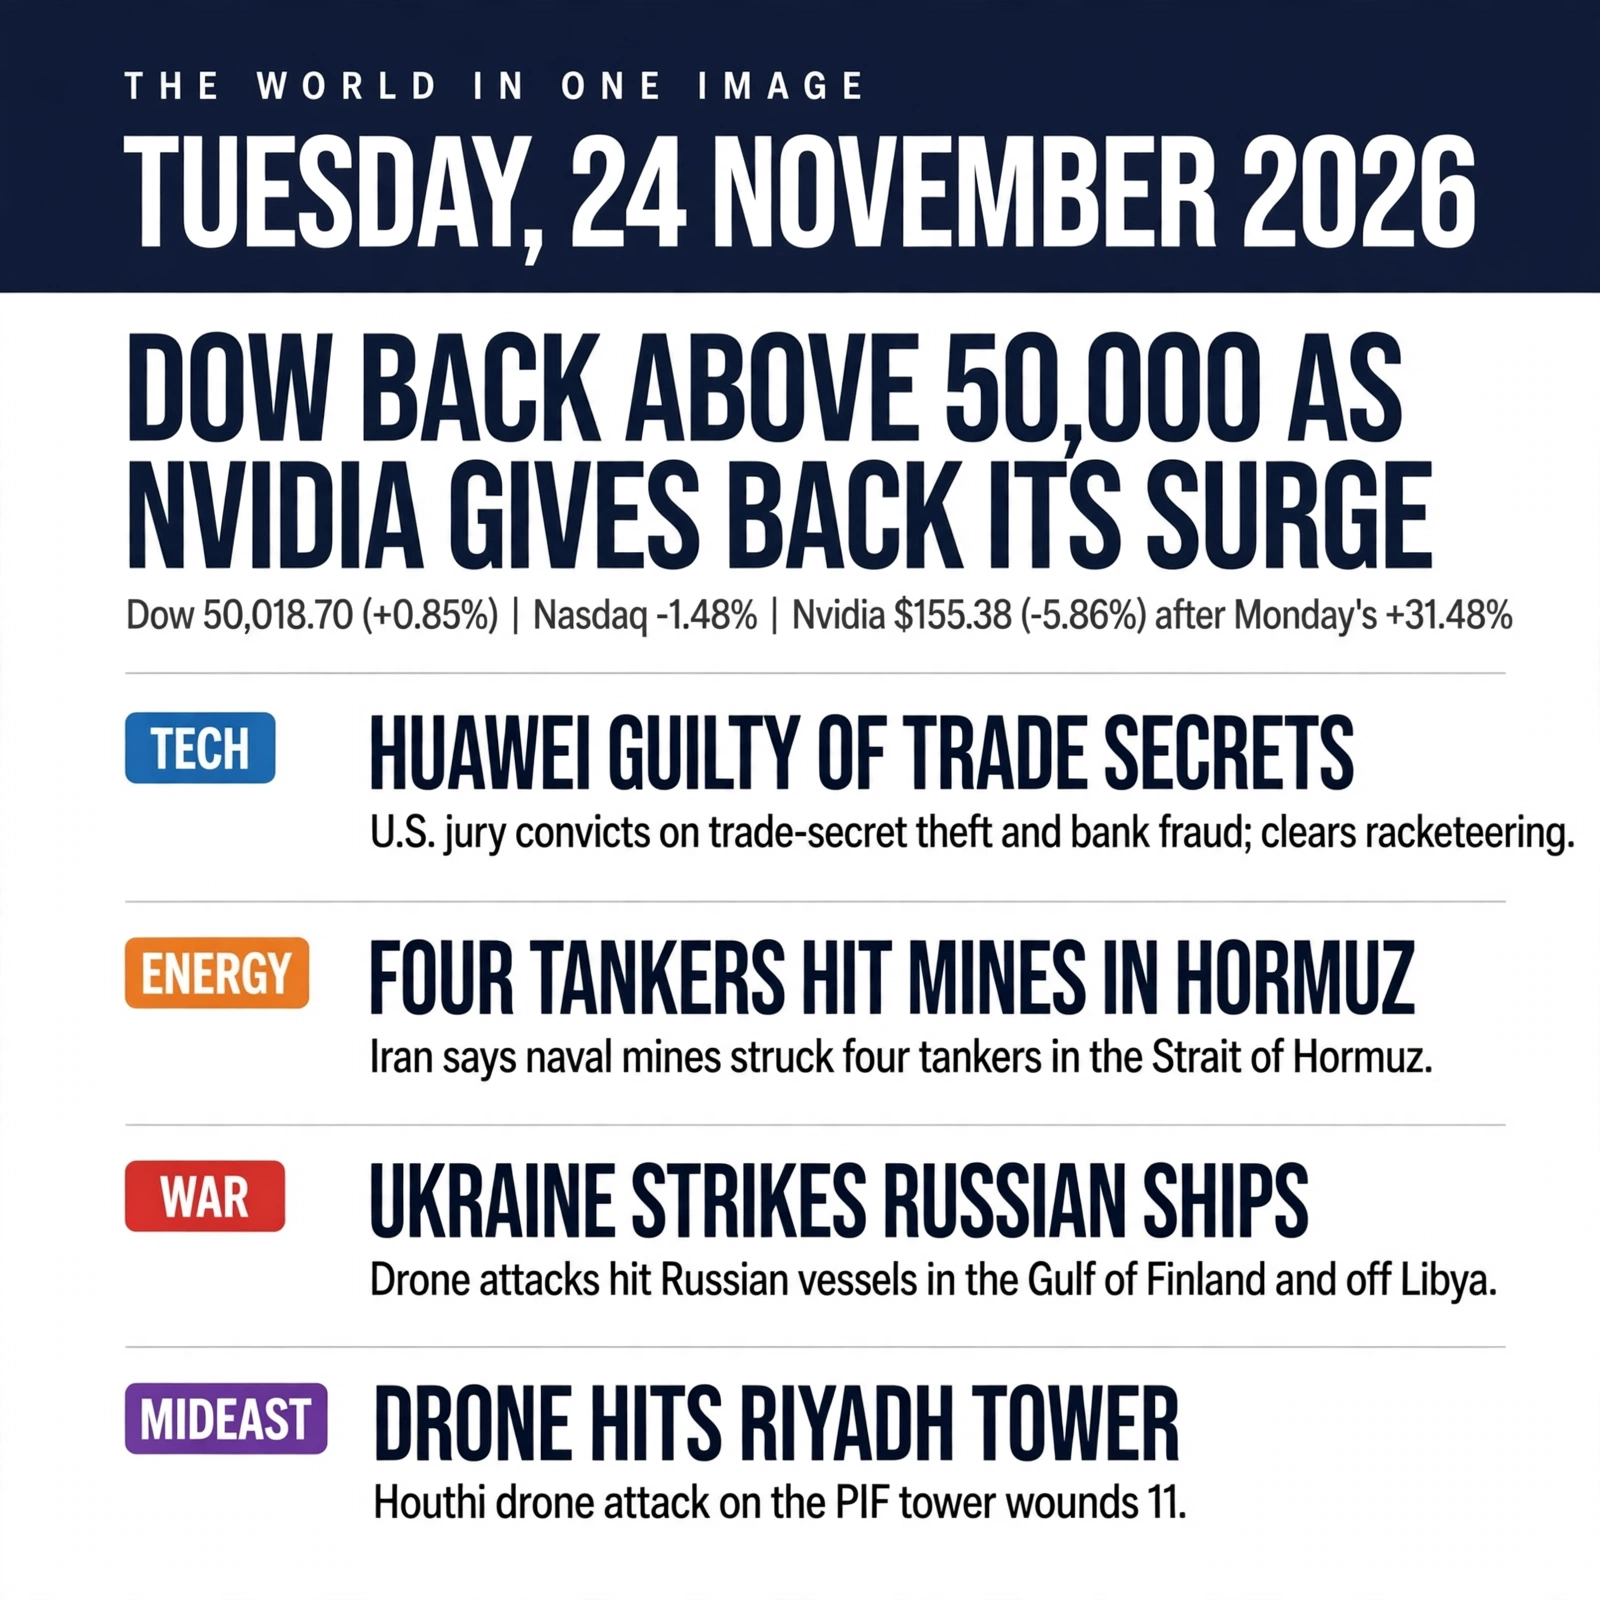 THE WORLD IN ONE IMAGE
TUESDAY, 24 NOVEMBER 2026
DOW BACK ABOVE 50,000 AS
NVIDIA GIVES BACK ITS SURGE
Dow 50,018.70 (+0.85%) | Nasdaq -1.48% | Nvidia $155.38 (-5.86%) after Monday's +31.48%
TECH
HUAWEI GUILTY OF TRADE SECRETS
U.S. jury convicts on trade-secret theft and bank fraud; clears racketeering.
ENERGY
FOUR TANKERS HIT MINES IN HORMUZ
Iran says naval mines struck four tankers in the Strait of Hormuz.
WAR
UKRAINE STRIKES RUSSIAN SHIPS
Drone attacks hit Russian vessels in the Gulf of Finland and off Libya.
MIDEAST
DRONE HITS RIYADH TOWER
Houthi drone attack on the PIF tower wounds 11.